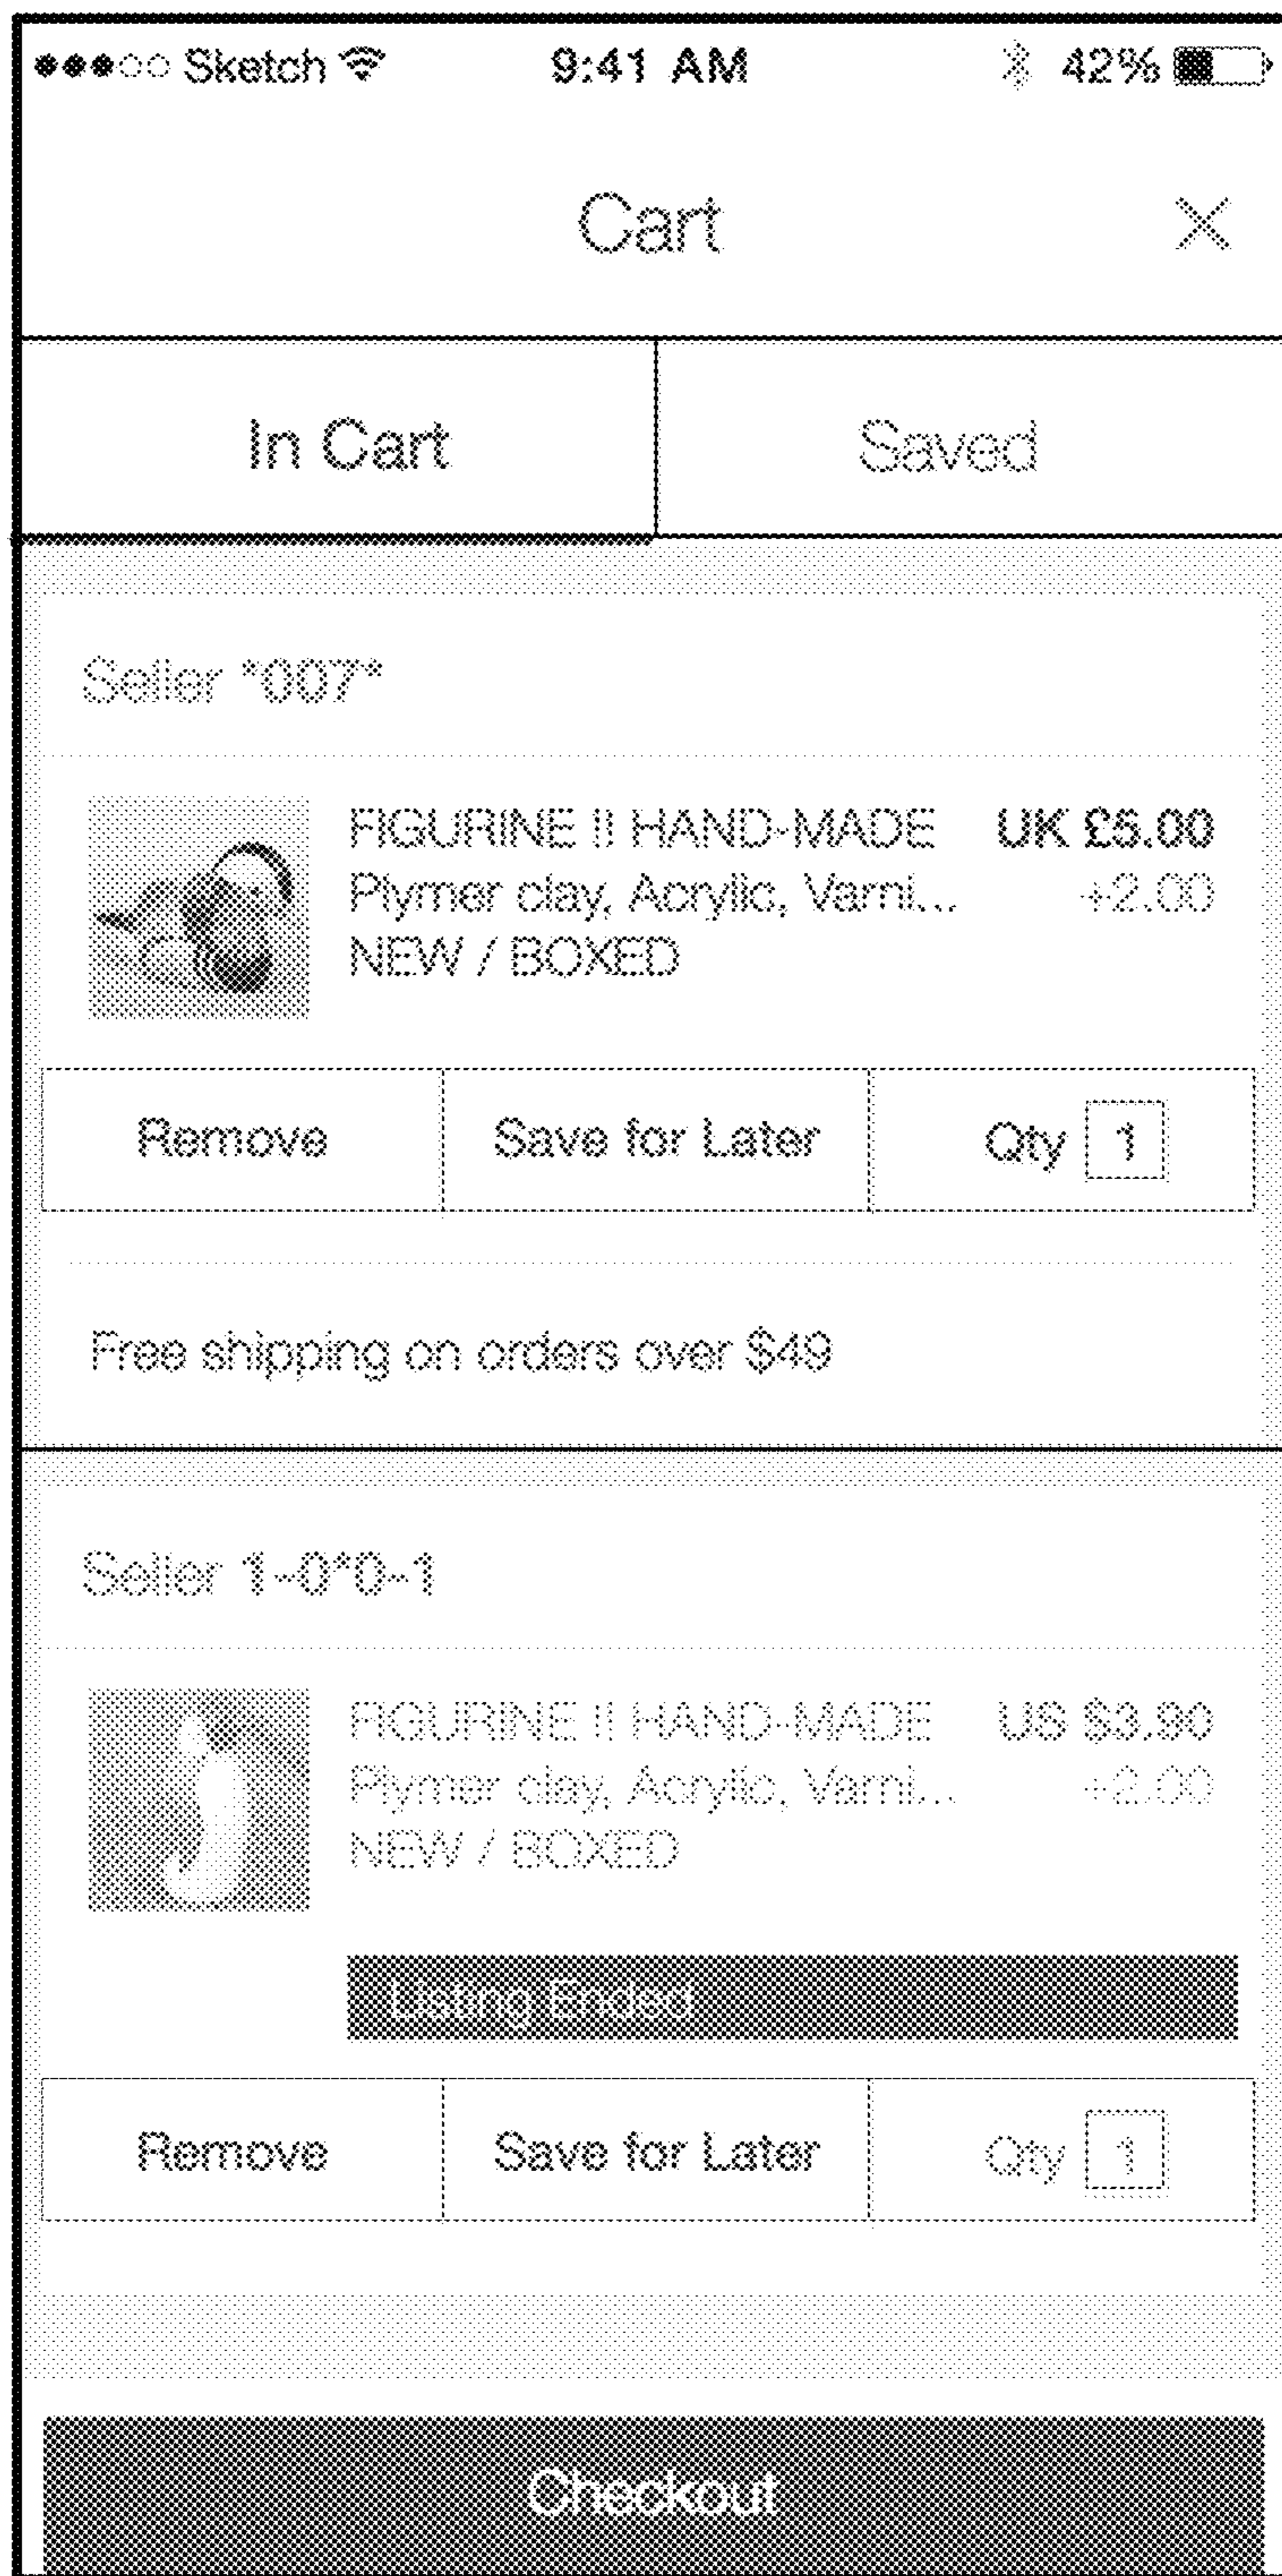 Sketch 9:41 AM 42%
Cart
In Cart Saved
Seller *007*
FIGURINE !! HAND-MADE UK £5.00
Plymer clay, Acrylic, Varni... +2.00
NEW / BOXED
Remove Save for Later Qty 1
Free shipping on orders over $49
Seller 1-0*0-1
FIGURINE !! HAND-MADE US $3.90
Plymer clay, Acrylic, Varni... +2.00
NEW / BOXED
Listing Ended
Remove Save for Later Qty 1
Checkout